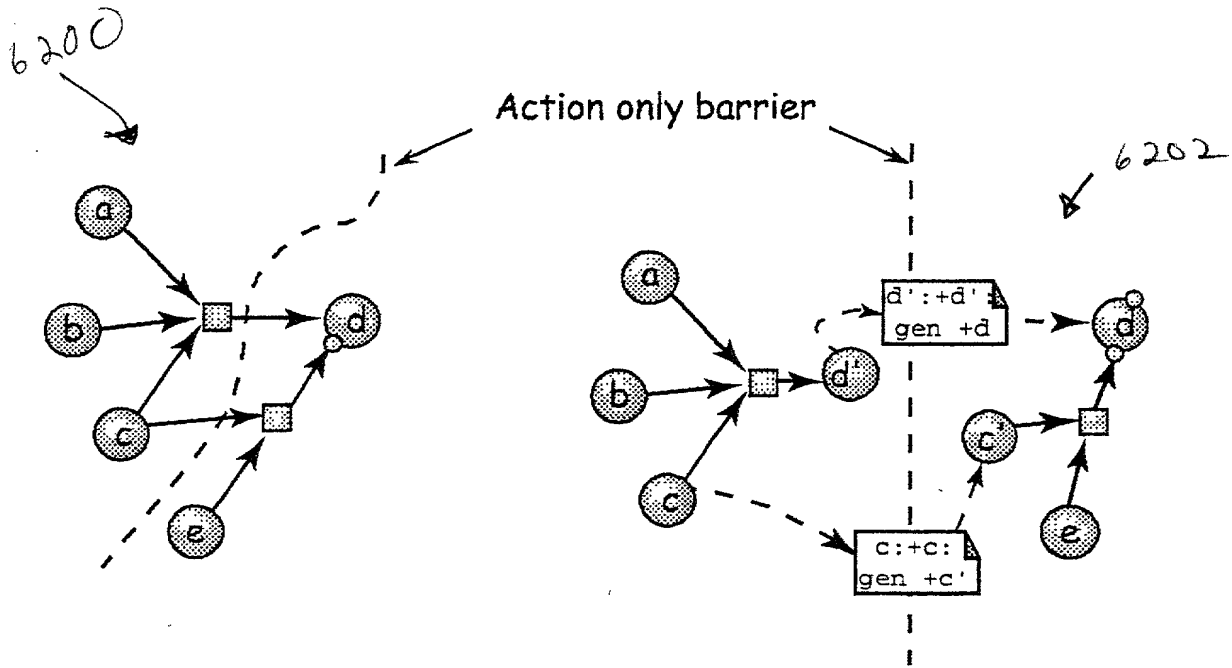 6200
Action only barrier
6202
a
b
c
d
e
a
b
c
d'
d':+d':
gen +d
d
c'
e
c:+c:
gen +c'